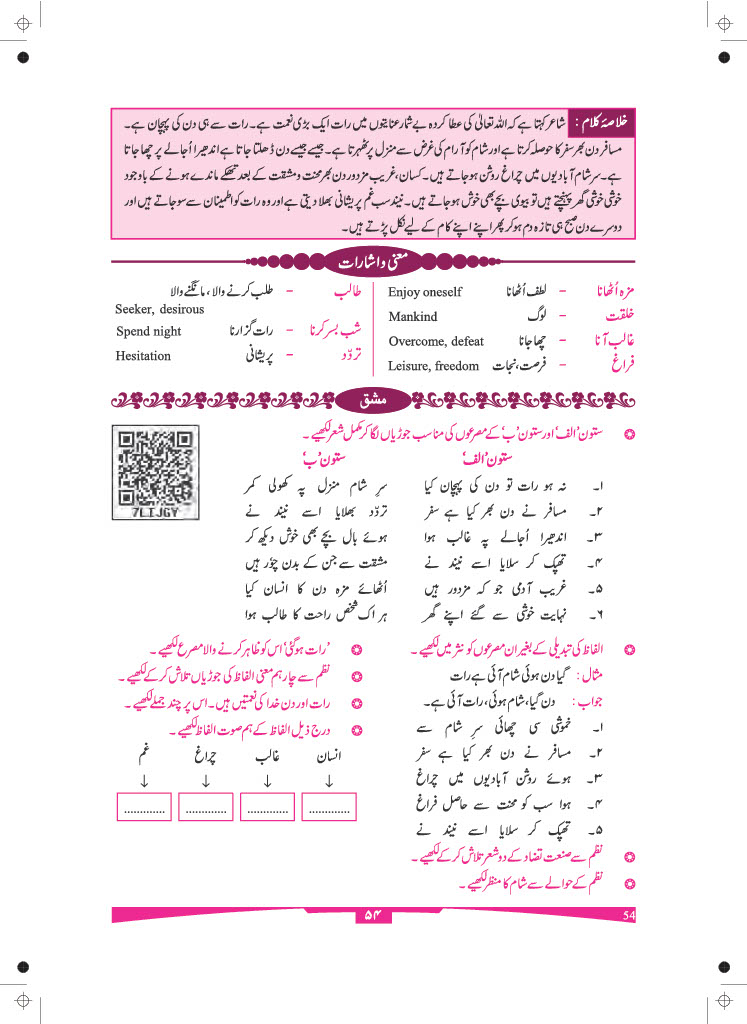 خلاصۂ کلام : شاعر کہتا ہے کہ اللہ تعالیٰ کی عطا کردہ بے شمار عنایتوں میں رات ایک بڑی نعمت ہے۔ رات سے ہی دن کی پہچان ہے۔
مسافر دن بھر سفر کا حوصلہ کرتا ہے اور شام کو آرام کی غرض سے منزل پر ٹھہرتا ہے۔ جیسے جیسے دن ڈھلتا جاتا ہے اندھیرا اُجالے پر چھا جاتا
ہے۔ سرِ شام آبادیوں میں چراغ روشن ہو جاتے ہیں۔ کسان، غریب مزدور دن بھر محنت و مشقت کے بعد تھکے ماندے ہونے کے باوجود
خوشی خوشی گھر پہنچتے ہیں تو بیوی بچے بھی خوش ہو جاتے ہیں۔ نیند سب غم پریشانی بھلا دیتی ہے اور وہ رات کو اطمینان سے سو جاتے ہیں اور
دوسرے دن صبح ہی تازہ دم ہو کر پھر اپنے اپنے کام کے لیے نکل پڑتے ہیں۔
معنی و اشارات
مزہ اُٹھانا – لطف اُٹھانا Enjoy oneself
خلقت – لوگ Mankind
غالب آنا – چھا جانا Overcome, defeat
فراغ – فرصت، نجات Leisure, freedom
طالب – طلب کرنے والا، مانگنے والا
Seeker, desirous
شب بسر کرنا – رات گزارنا Spend night
تردّد – پریشانی Hesitation
مشق
ستون ’الف‘ اور ستون ’ب‘ کے مصرعوں کی مناسب جوڑیاں لگا کر مکمل شعر لکھیے۔
ستون ’الف‘ ستون ’ب‘
۱۔ نہ ہو رات تو دن کی پہچان کیا سرِ شام منزل پہ کھولی کمر
۲۔ مسافر نے دن بھر کیا ہے سفر تردّد بھلایا اسے نیند نے
۳۔ اندھیرا اُجالے پہ غالب ہوا ہوئے بال بچے بھی خوش دیکھ کر
۴۔ تھپک کر سلایا اسے نیند نے مشقت سے جن کے بدن چُور ہیں
۵۔ غریب آدمی جو کہ مزدور ہیں اُٹھائے مزہ دن کا انسان کیا
۶۔ نہایت خوشی سے گئے اپنے گھر ہر اک شخص راحت کا طالب ہوا
7LIJGY
الفاظ کی تبدیلی کے بغیر ان مصرعوں کو نثر میں لکھیے۔
مثال : گیا دن ہوئی شام آئی ہے رات
جواب : دن گیا، شام ہوئی، رات آئی ہے۔
۱۔ خموشی سی چھائی سرِ شام سے
۲۔ مسافر نے دن بھر کیا ہے سفر
۳۔ ہوئے روشن آبادیوں میں چراغ
۴۔ ہوا سب کو محنت سے حاصل فراغ
۵۔ تھپک کر سلایا اسے نیند نے
نظم سے صنعت تضاد کے دو شعر تلاش کر کے لکھیے۔
نظم کے حوالے سے شام کا منظر لکھیے۔
’رات ہو گئی‘ اس کو ظاہر کرنے والا مصرع لکھیے۔
نظم سے چار ہم معنی الفاظ کی جوڑیاں تلاش کر کے لکھیے۔
رات اور دن خدا کی نعمتیں ہیں۔ اس پر چند جملے لکھیے۔
درج ذیل الفاظ کے ہم صوت الفاظ لکھیے۔
انسان غالب چراغ غم
↓ ↓ ↓ ↓
............. ............. ............. .............
۵۴
54